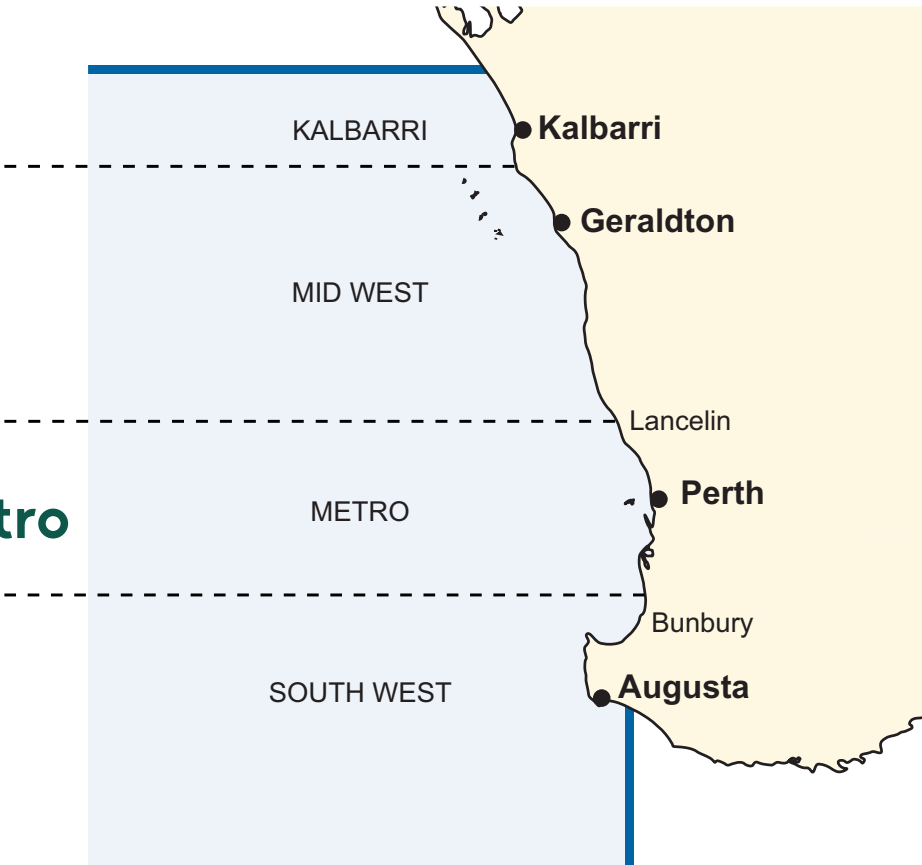 KALBARRI
Kalbarri
Geraldton
MID WEST
Lancelin
Perth
METRO
tro
Bunbury
SOUTH WEST
Augusta